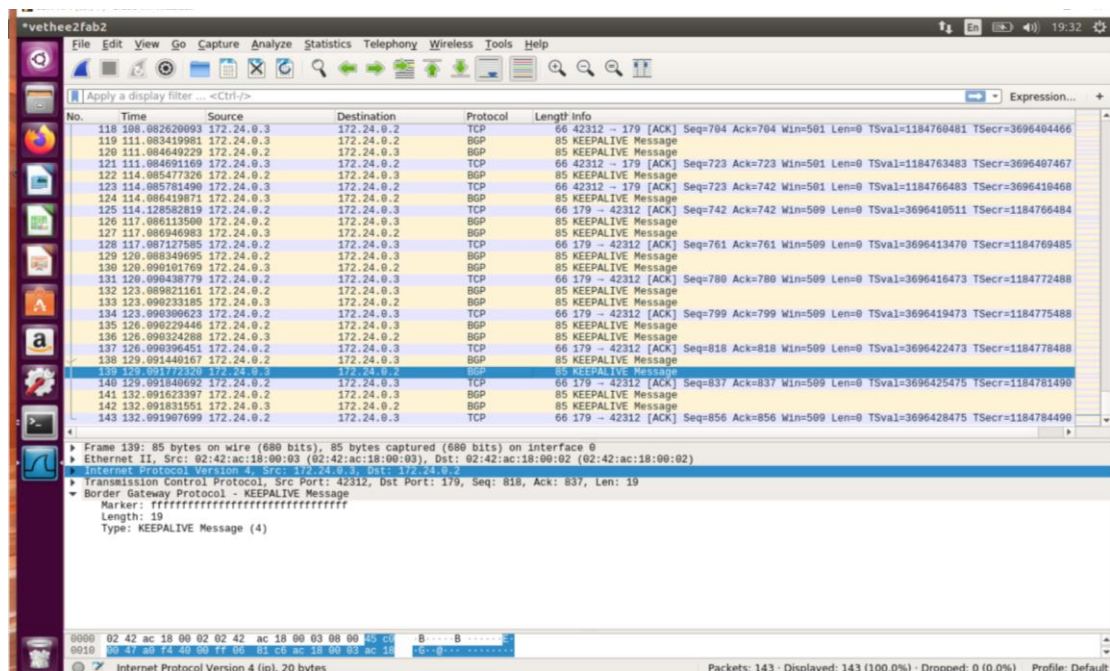 *vethee2fab2
En 19:32
File Edit View Go Capture Analyze Statistics Telephony Wireless Tools Help
Apply a display filter ... <Ctrl-/> Expression... +
No. Time Source Destination Protocol Length Info
118 108.082620093 172.24.0.3 172.24.0.2 TCP 66 42312 → 179 [ACK] Seq=704 Ack=704 Win=501 Len=0 TSval=1184760481 TSecr=3696404466
119 111.083419981 172.24.0.3 172.24.0.2 BGP 85 KEEPALIVE Message
120 111.084649229 172.24.0.2 172.24.0.3 BGP 85 KEEPALIVE Message
121 111.084691169 172.24.0.3 172.24.0.2 TCP 66 42312 → 179 [ACK] Seq=723 Ack=723 Win=501 Len=0 TSval=1184763483 TSecr=3696407467
122 114.085477326 172.24.0.2 172.24.0.3 BGP 85 KEEPALIVE Message
123 114.085781490 172.24.0.3 172.24.0.2 TCP 66 42312 → 179 [ACK] Seq=723 Ack=742 Win=501 Len=0 TSval=1184766483 TSecr=3696410468
124 114.086419871 172.24.0.3 172.24.0.2 BGP 85 KEEPALIVE Message
125 114.128582819 172.24.0.2 172.24.0.3 TCP 66 179 → 42312 [ACK] Seq=742 Ack=742 Win=509 Len=0 TSval=3696410511 TSecr=1184766484
126 117.086113500 172.24.0.2 172.24.0.3 BGP 85 KEEPALIVE Message
127 117.086946983 172.24.0.3 172.24.0.2 BGP 85 KEEPALIVE Message
128 117.087127585 172.24.0.2 172.24.0.3 TCP 66 179 → 42312 [ACK] Seq=761 Ack=761 Win=509 Len=0 TSval=3696413470 TSecr=1184769485
129 120.088349695 172.24.0.2 172.24.0.3 BGP 85 KEEPALIVE Message
130 120.090101769 172.24.0.3 172.24.0.2 BGP 85 KEEPALIVE Message
131 120.090438779 172.24.0.2 172.24.0.3 TCP 66 179 → 42312 [ACK] Seq=780 Ack=780 Win=509 Len=0 TSval=3696416473 TSecr=1184772488
132 123.089821161 172.24.0.2 172.24.0.3 BGP 85 KEEPALIVE Message
133 123.090233185 172.24.0.3 172.24.0.2 BGP 85 KEEPALIVE Message
134 123.090300623 172.24.0.2 172.24.0.3 TCP 66 179 → 42312 [ACK] Seq=799 Ack=799 Win=509 Len=0 TSval=3696419473 TSecr=1184775488
135 126.090229446 172.24.0.2 172.24.0.3 BGP 85 KEEPALIVE Message
136 126.090324288 172.24.0.3 172.24.0.2 BGP 85 KEEPALIVE Message
137 126.090396451 172.24.0.2 172.24.0.3 TCP 66 179 → 42312 [ACK] Seq=818 Ack=818 Win=509 Len=0 TSval=3696422473 TSecr=1184778488
138 129.091440167 172.24.0.2 172.24.0.3 BGP 85 KEEPALIVE Message
139 129.091772320 172.24.0.3 172.24.0.2 BGP 85 KEEPALIVE Message
140 129.091840692 172.24.0.2 172.24.0.3 TCP 66 179 → 42312 [ACK] Seq=837 Ack=837 Win=509 Len=0 TSval=3696425475 TSecr=1184781490
141 132.091623397 172.24.0.2 172.24.0.3 BGP 85 KEEPALIVE Message
142 132.091831551 172.24.0.3 172.24.0.2 BGP 85 KEEPALIVE Message
143 132.091907699 172.24.0.2 172.24.0.3 TCP 66 179 → 42312 [ACK] Seq=856 Ack=856 Win=509 Len=0 TSval=3696428475 TSecr=1184784490
Frame 139: 85 bytes on wire (680 bits), 85 bytes captured (680 bits) on interface 0
Ethernet II, Src: 02:42:ac:18:00:03 (02:42:ac:18:00:03), Dst: 02:42:ac:18:00:02 (02:42:ac:18:00:02)
Internet Protocol Version 4, Src: 172.24.0.3, Dst: 172.24.0.2
Transmission Control Protocol, Src Port: 42312, Dst Port: 179, Seq: 818, Ack: 837, Len: 19
Border Gateway Protocol - KEEPALIVE Message
Marker: ffffffffffffffffffffffffffffffff
Length: 19
Type: KEEPALIVE Message (4)
0000 02 42 ac 18 00 02 02 42 ac 18 00 03 08 00 45 c0 ·B·····B ······E·
0010 00 47 a0 f4 40 00 ff 06 81 c6 ac 18 00 03 ac 18 ·G··@··· ········
Internet Protocol Version 4 (ip), 20 bytes Packets: 143 · Displayed: 143 (100.0%) · Dropped: 0 (0.0%) Profile: Default